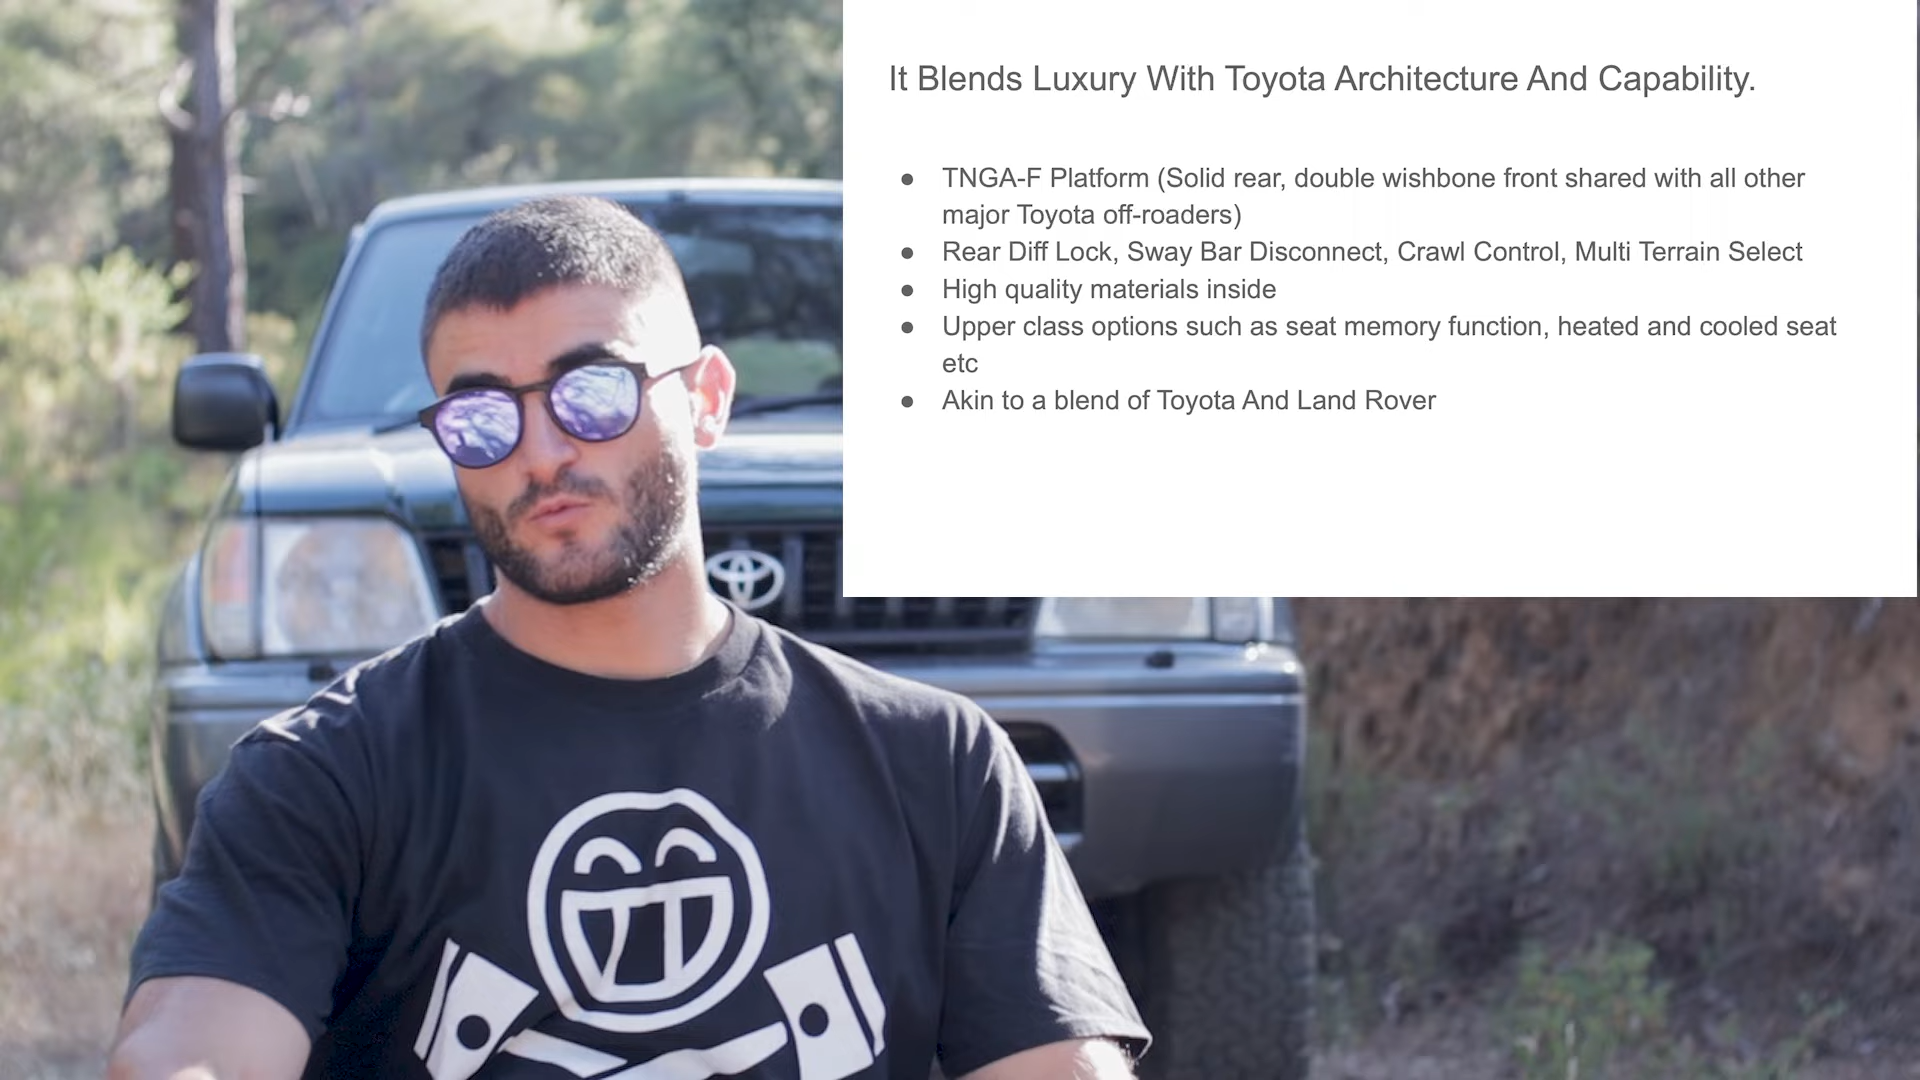 It Blends Luxury With Toyota Architecture And Capability.
● TNGA-F Platform (Solid rear, double wishbone front shared with all other
major Toyota off-roaders)
● Rear Diff Lock, Sway Bar Disconnect, Crawl Control, Multi Terrain Select
● High quality materials inside
● Upper class options such as seat memory function, heated and cooled seat
etc
● Akin to a blend of Toyota And Land Rover